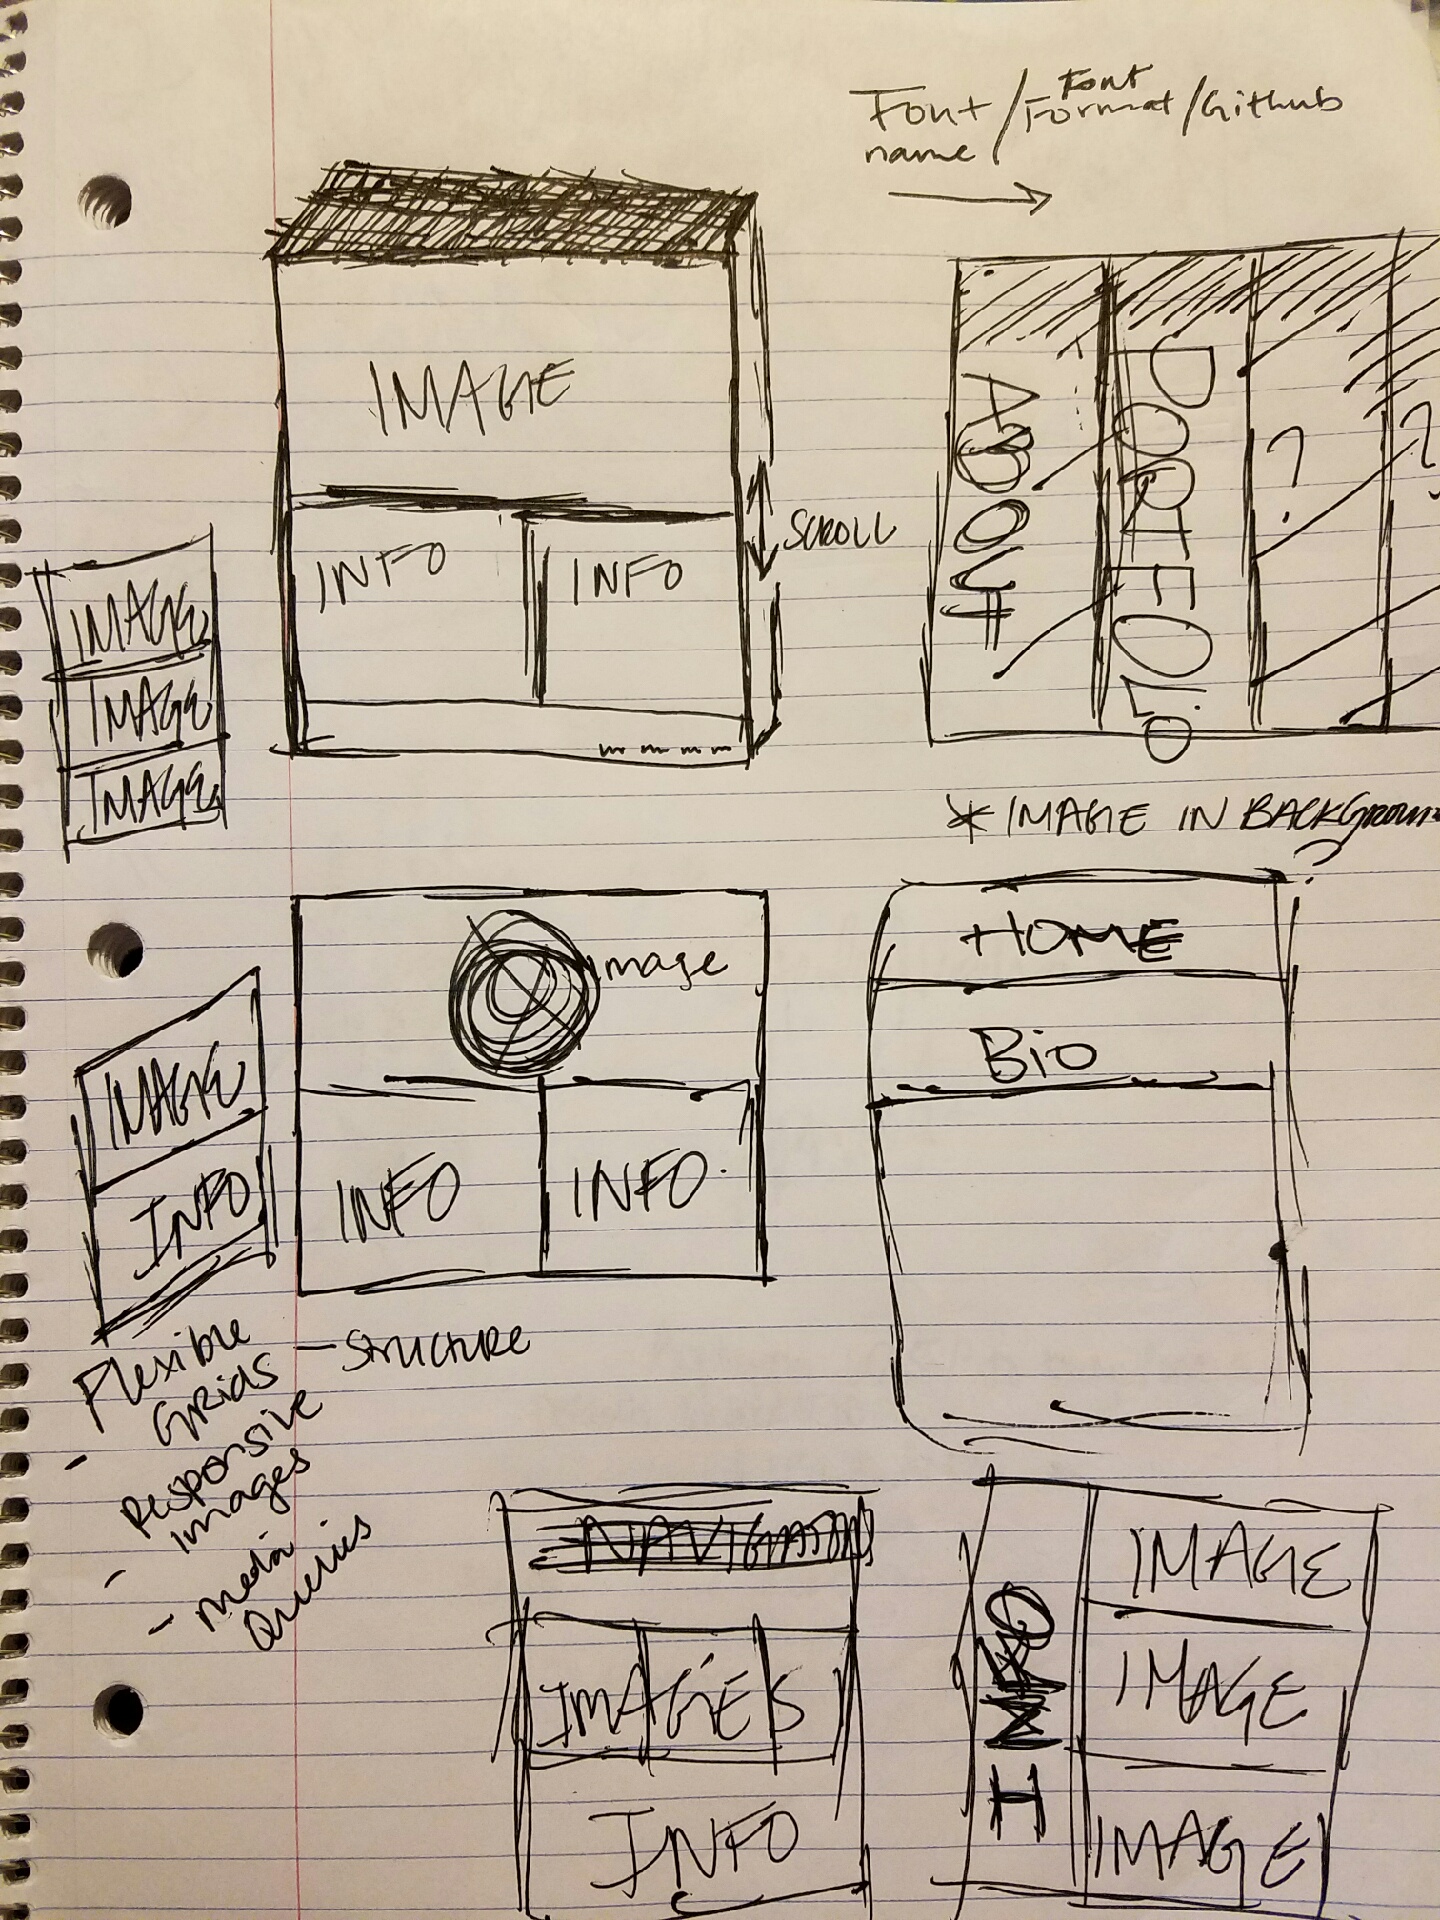 Font
Font/Format/Github
name
IMAGE
INFO
INFO
SCROLL
ABOUT
PORTFOLIO
?
?
IMAGE
IMAGE
IMAGE
* IMAGE IN BACKGROUND
?
image
INFO
INFO
HOME
Bio
IMAGE
INFO
Flexible
Grids
- Structure
- Responsive
Images
- media
Queries
NAVIGATION
IMAGES
INFO
IMAGE
IMAGE
IMAGE